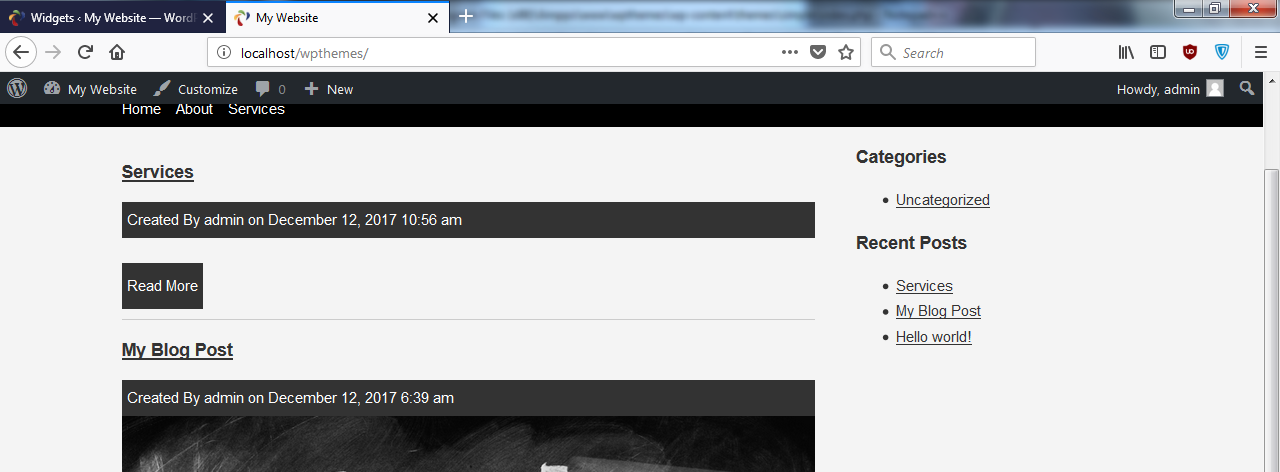 Widgets ‹ My Website — Word
My Website
localhost/wpthemes/
Search
My Website
Customize
0
New
Howdy, admin
Home About Services
Services
Created By admin on December 12, 2017 10:56 am
Read More
My Blog Post
Created By admin on December 12, 2017 6:39 am
Categories
Uncategorized
Recent Posts
Services
My Blog Post
Hello world!